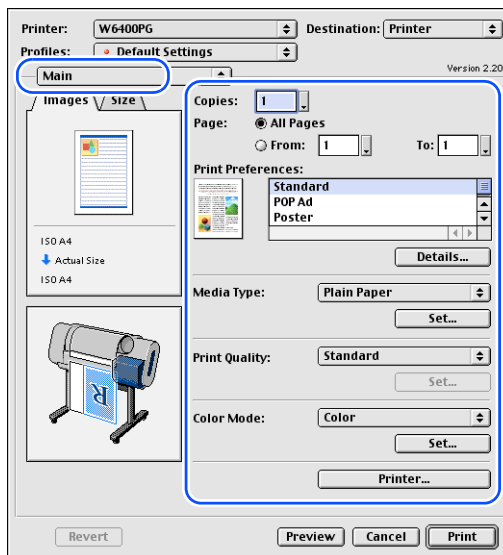 Printer: W6400PG Destination: Printer
Profiles: Default Settings
Main
Version 2.20
Images Size
Copies: 1
Page: All Pages
From: 1 To: 1
Print Preferences:
Standard
POP Ad
Poster
ISO A4
Actual Size
ISO A4
Details...
Media Type: Plain Paper
Set...
Print Quality: Standard
Set...
Color Mode: Color
Set...
Printer...
Revert Preview Cancel Print